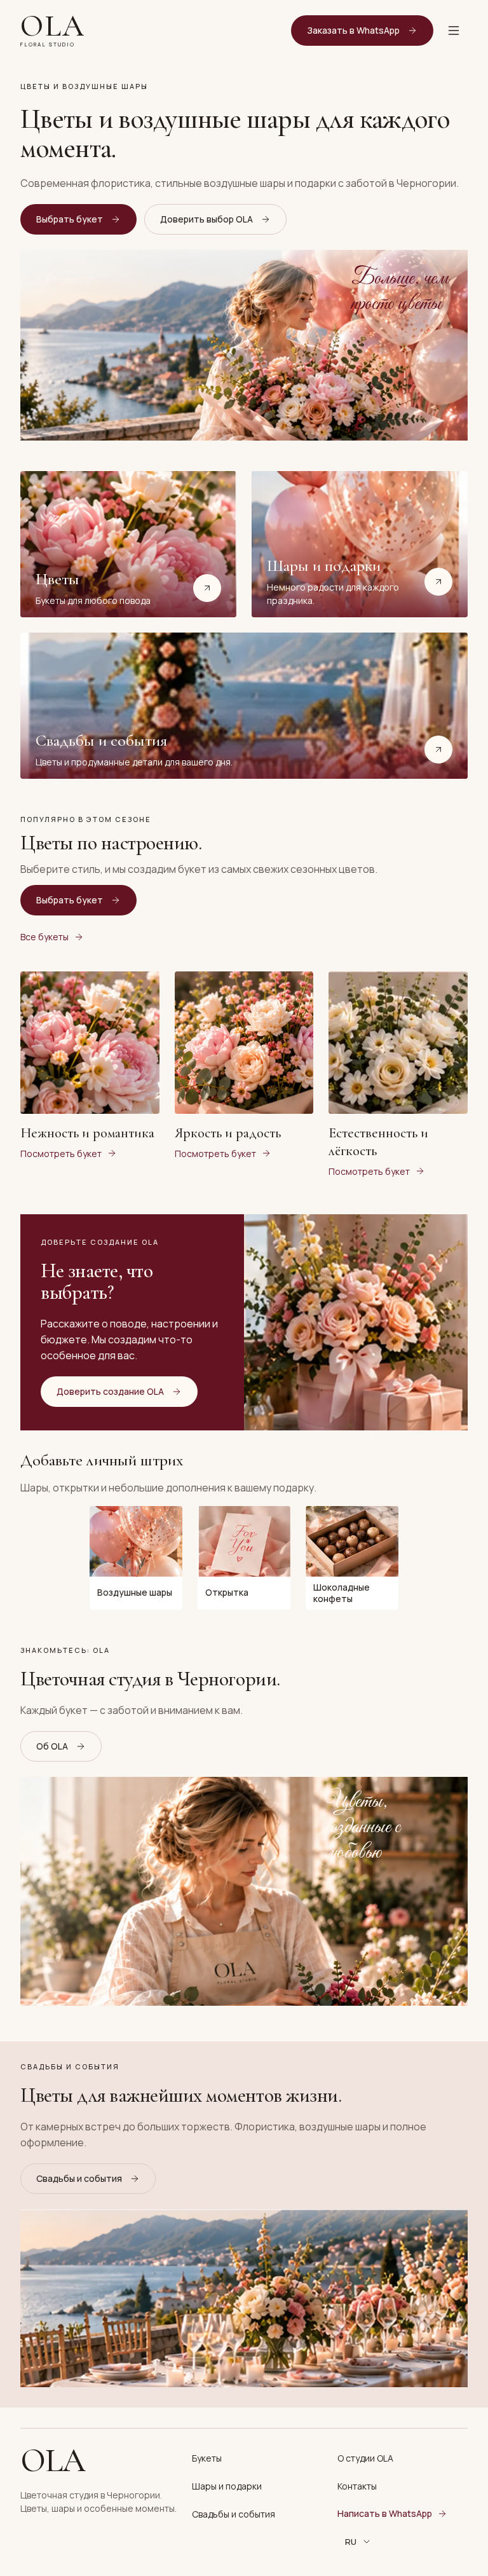 OLA
FLORAL STUDIO
Заказать в WhatsApp
ЦВЕТЫ И ВОЗДУШНЫЕ ШАРЫ
Цветы и воздушные шары для каждого
момента.
Современная флористика, стильные воздушные шары и подарки с заботой в Черногории.
Выбрать букет
Доверить выбор OLA
Больше, чем
просто цветы
Цветы
Букеты для любого повода
Шары и подарки
Немного радости для каждого
праздника.
Свадьбы и события
Цветы и продуманные детали для вашего дня.
ПОПУЛЯРНО В ЭТОМ СЕЗОНЕ
Цветы по настроению.
Выберите стиль, и мы создадим букет из самых свежих сезонных цветов.
Выбрать букет
Все букеты
Нежность и романтика
Посмотреть букет
Яркость и радость
Посмотреть букет
Естественность и
лёгкость
Посмотреть букет
ДОВЕРЬТЕ СОЗДАНИЕ OLA
Не знаете, что
выбрать?
Расскажите о поводе, настроении и
бюджете. Мы создадим что-то
особенное для вас.
Доверить создание OLA
Добавьте личный штрих
Шары, открытки и небольшие дополнения к вашему подарку.
For
You
Воздушные шары
Открытка
Шоколадные
конфеты
ЗНАКОМЬТЕСЬ: OLA
Цветочная студия в Черногории.
Каждый букет — с заботой и вниманием к вам.
Об OLA
Цветы,
созданные с
любовью
OLA
FLORAL STUDIO
СВАДЬБЫ И СОБЫТИЯ
Цветы для важнейших моментов жизни.
От камерных встреч до больших торжеств. Флористика, воздушные шары и полное
оформление.
Свадьбы и события
OLA
Цветочная студия в Черногории.
Цветы, шары и особенные моменты.
Букеты
Шары и подарки
Свадьбы и события
О студии OLA
Контакты
Написать в WhatsApp
RU